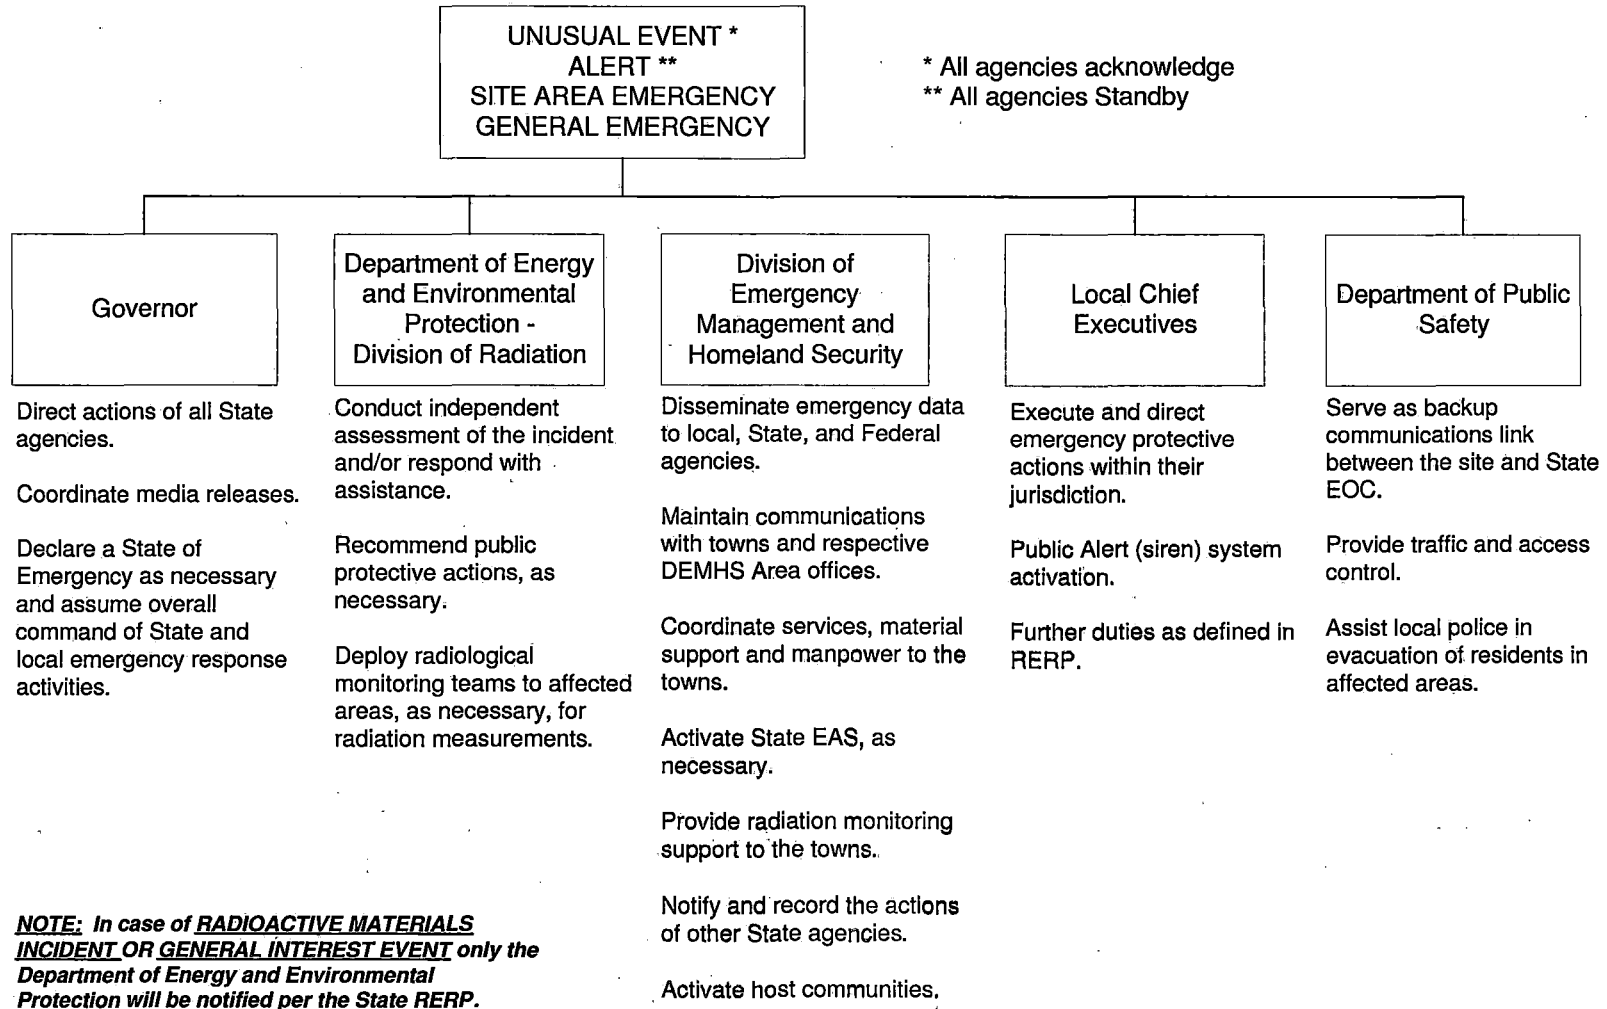 UNUSUAL EVENT *
ALERT **
SITE AREA EMERGENCY
GENERAL EMERGENCY
* All agencies acknowledge
** All agencies Standby
Governor
Direct actions of all State
agencies.
Coordinate media releases.
Declare a State of
Emergency as necessary
and assume overall
command of State and
local emergency response
activities.
Department of Energy
and Environmental
Protection -
Division of Radiation
Conduct independent
assessment of the incident
and/or respond with
assistance.
Recommend public
protective actions, as
necessary.
Deploy radiological
monitoring teams to affected
areas, as necessary, for
radiation measurements.
Division of
Emergency
Management and
Homeland Security
Disseminate emergency data
to local, State, and Federal
agencies.
Maintain communications
with towns and respective
DEMHS Area offices.
Coordinate services, material
support and manpower to the
towns.
Activate State EAS, as
necessary.
Provide radiation monitoring
support to the towns.
Notify and record the actions
of other State agencies.
Activate host communities.
Local Chief
Executives
Execute and direct
emergency protective
actions within their
jurisdiction.
Public Alert (siren) system
activation.
Further duties as defined in
RERP.
Department of Public
Safety
Serve as backup
communications link
between the site and State
EOC.
Provide traffic and access
control.
Assist local police in
evacuation of residents in
affected areas.
NOTE: In case of RADIOACTIVE MATERIALS
INCIDENT OR GENERAL INTEREST EVENT only the
Department of Energy and Environmental
Protection will be notified per the State RERP.